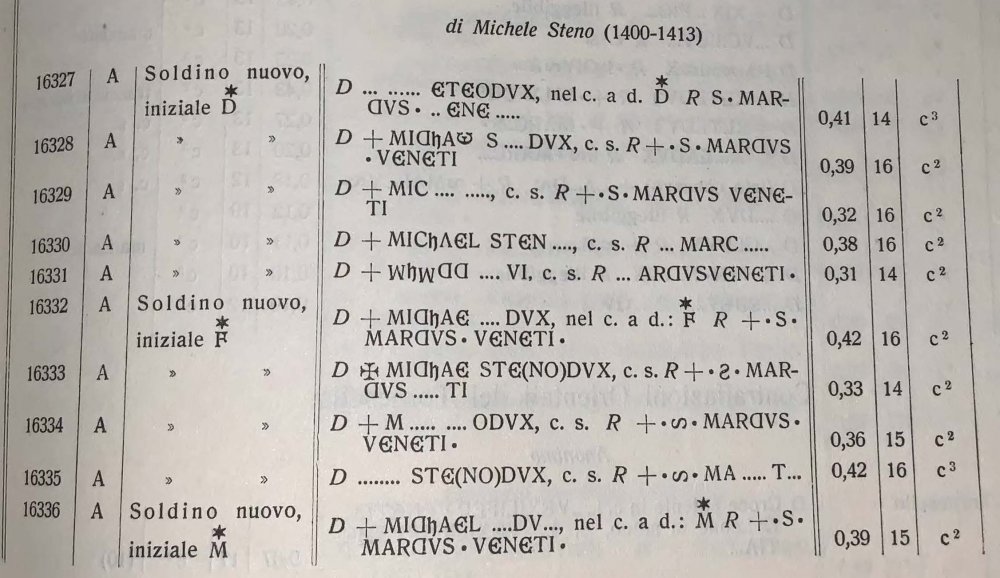 di Michele Steno (1400-1413)
16327 A Soldino nuovo, D ... ...... ЄTЄODVX, nel c. a d. D̽ R S • MAR-
iniziale D̽ ᗡVS • .. ЄNЄ ..... 0,41 14 c³
16328 A » » D + MIᗡhAѠ S .... DVX, c. s. R + • S • MARᗡVS
• VЄNЄTI 0,39 16 c²
16329 A » » D + MIC .... ......, c. s. R + • S • MARᗡVS VЄNЄ-
TI 0,32 16 c²
16330 A » » D + MIChAЄL STЄN ...., c. s. R ... MARC ..... 0,38 16 c²
16331 A » » D + WhWᗡᗡ .... VI, c. s. R ... ARᗡVSVЄNЄTI • 0,31 14 c²
16332 A Soldino nuovo, D + MIᗡhAЄ .... DVX, nel c. a d.: F̽ R + • S •
iniziale F̽ MARᗡVS • VЄNЄTI • 0,42 16 c²
16333 A » » D ✠ MIᗡhAЄ STЄ(NO)DVX, c. s. R + • Ƨ • MAR-
ᗡVS ..... TI 0,33 14 c²
16334 A » » D + M...... .... ODVX, c. s. R + • ᔕ • MARᗡVS •
VЄNЄTI • 0,36 15 c²
16335 A » » D ......... STЄ(NO)DVX, c. s. R + • ᔕ • MA ..... T... 0,42 16 c³
16336 A Soldino nuovo, D + MIᗡhAЄL ....DV..., nel c. a d.: M̽ R + • S •
iniziale M̽ MARᗡVS • VЄNЄTI • 0,39 15 c²